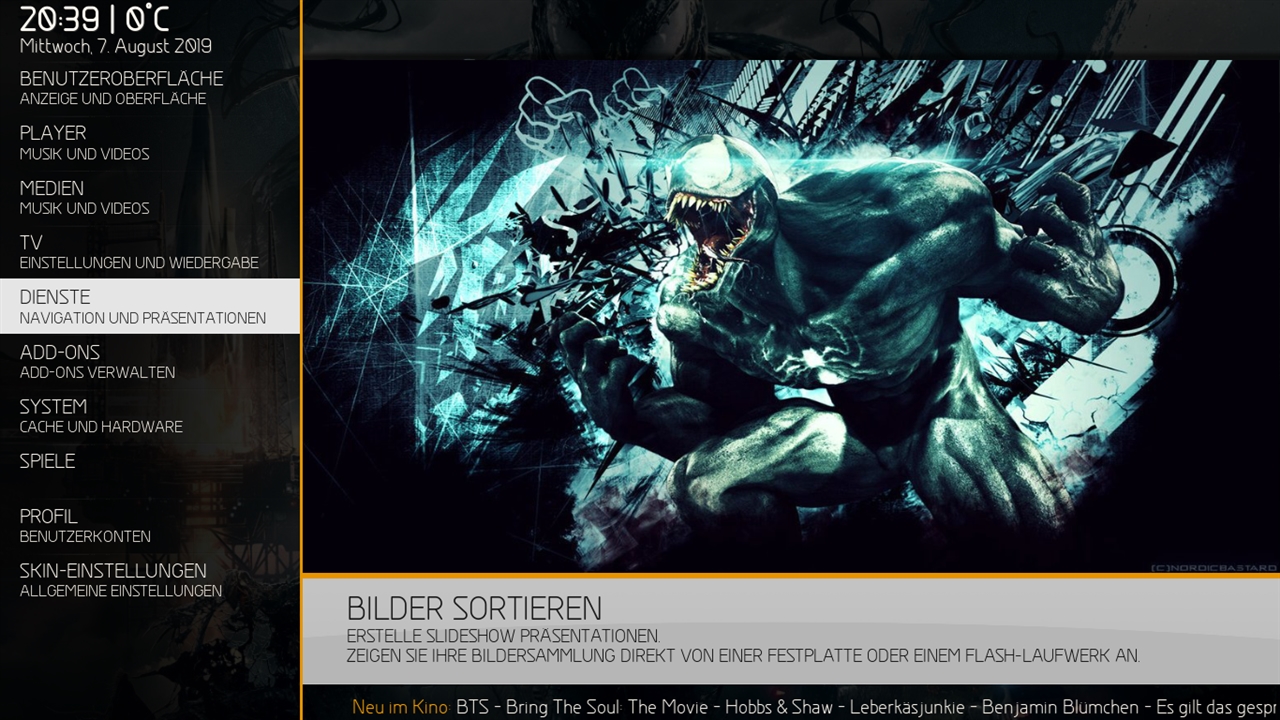 20:39 | 0°C
Mittwoch, 7. August 2019
BENUTZEROBERFLÄCHE
ANZEIGE UND OBERFLÄCHE
PLAYER
MUSIK UND VIDEOS
MEDIEN
MUSIK UND VIDEOS
TV
EINSTELLUNGEN UND WIEDERGABE
DIENSTE
NAVIGATION UND PRÄSENTATIONEN
ADD-ONS
ADD-ONS VERWALTEN
SYSTEM
CACHE UND HARDWARE
SPIELE
PROFIL
BENUTZERKONTEN
SKIN-EINSTELLUNGEN
ALLGEMEINE EINSTELLUNGEN
[C]NORDICBASTARD
BILDER SORTIEREN
ERSTELLE SLIDESHOW PRÄSENTATIONEN.
ZEIGEN SIE IHRE BILDERSAMMLUNG DIREKT VON EINER FESTPLATTE ODER EINEM FLASH-LAUFWERK AN.
Neu im Kino: BTS - Bring The Soul: The Movie - Hobbs & Shaw - Leberkäsjunkie - Benjamin Blümchen - Es gilt das gespr